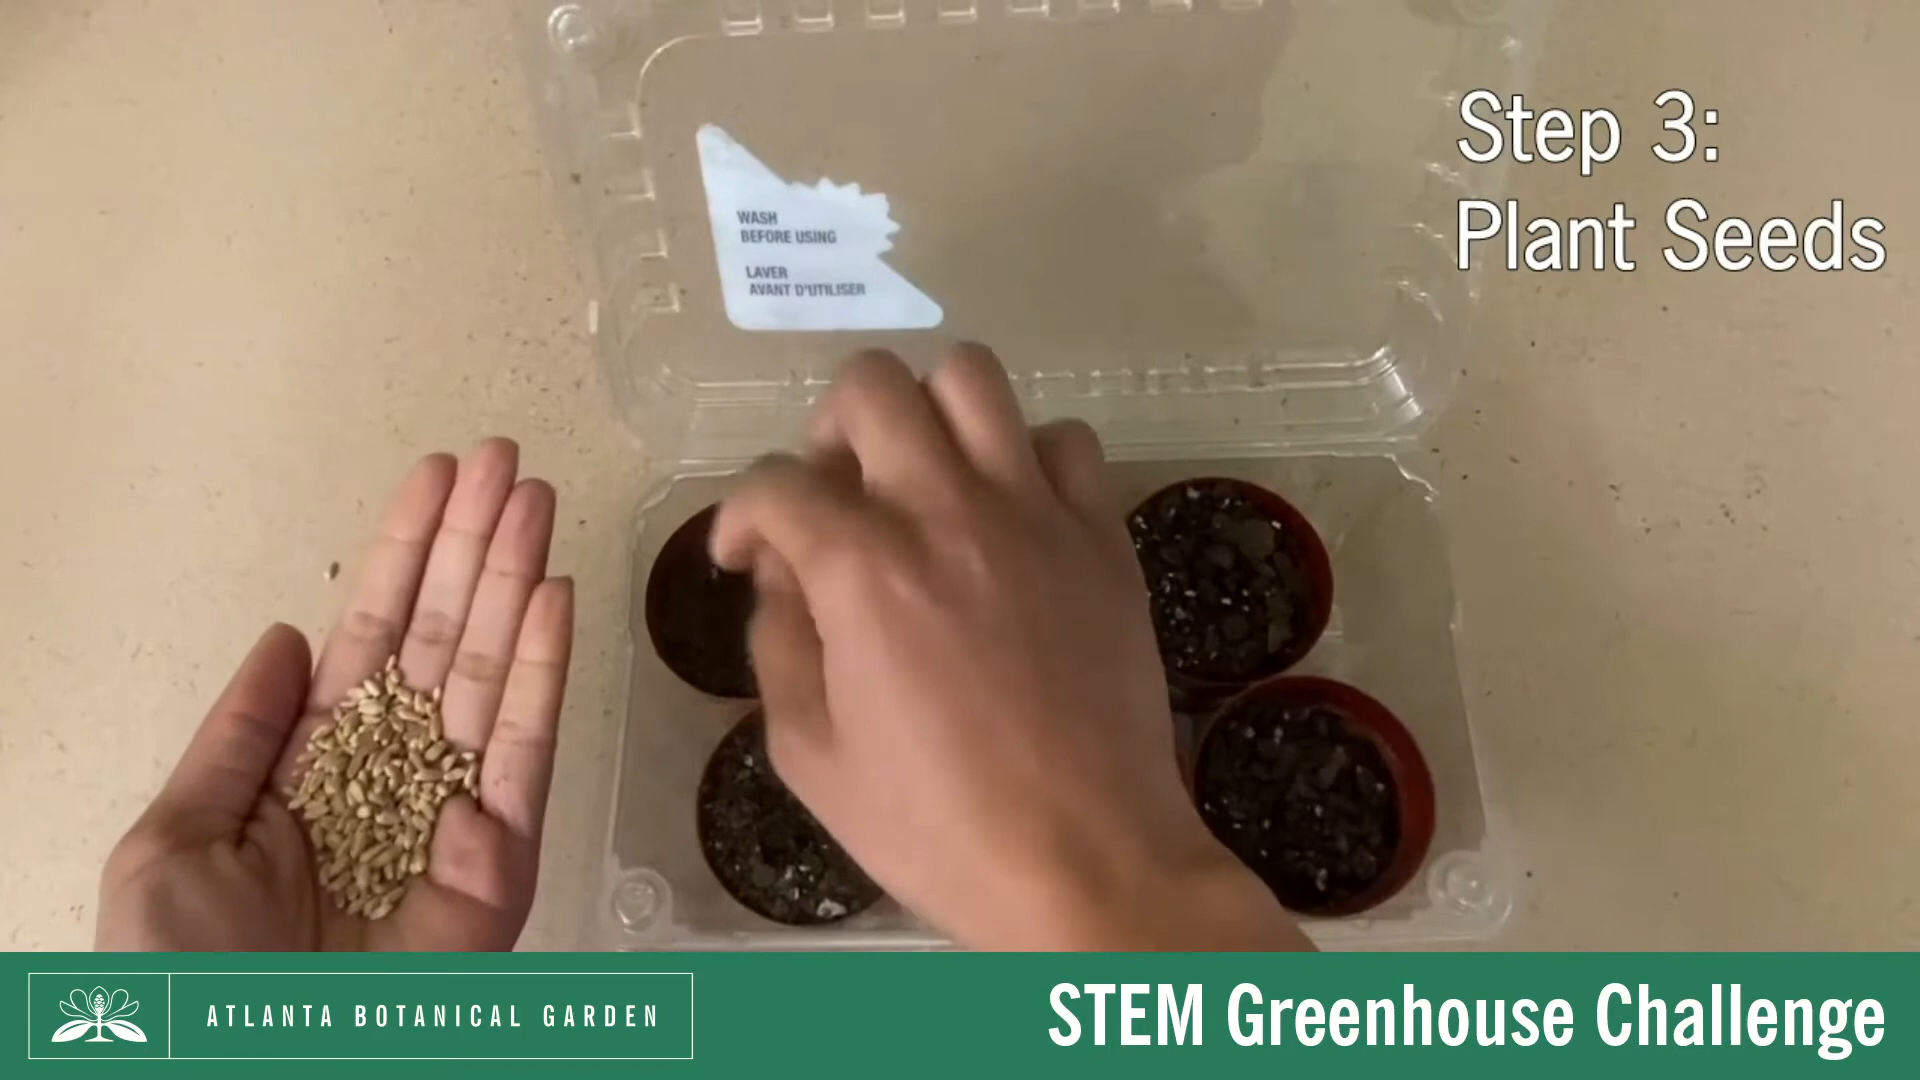 Step 3:
Plant Seeds
WASH
BEFORE USING
LAVER
AVANT D'UTILISER
ATLANTA BOTANICAL GARDEN
STEM Greenhouse Challenge